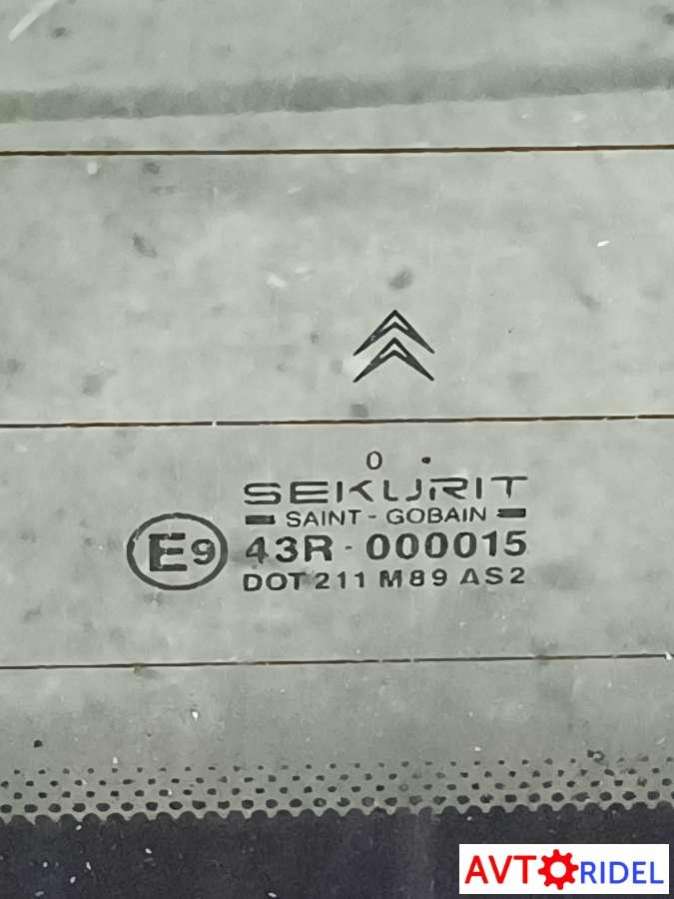 0 .
SEKURIT
SAINT - GOBAIN
E9 43R - 000015
DOT 211 M89 AS2
AVTORIDEL